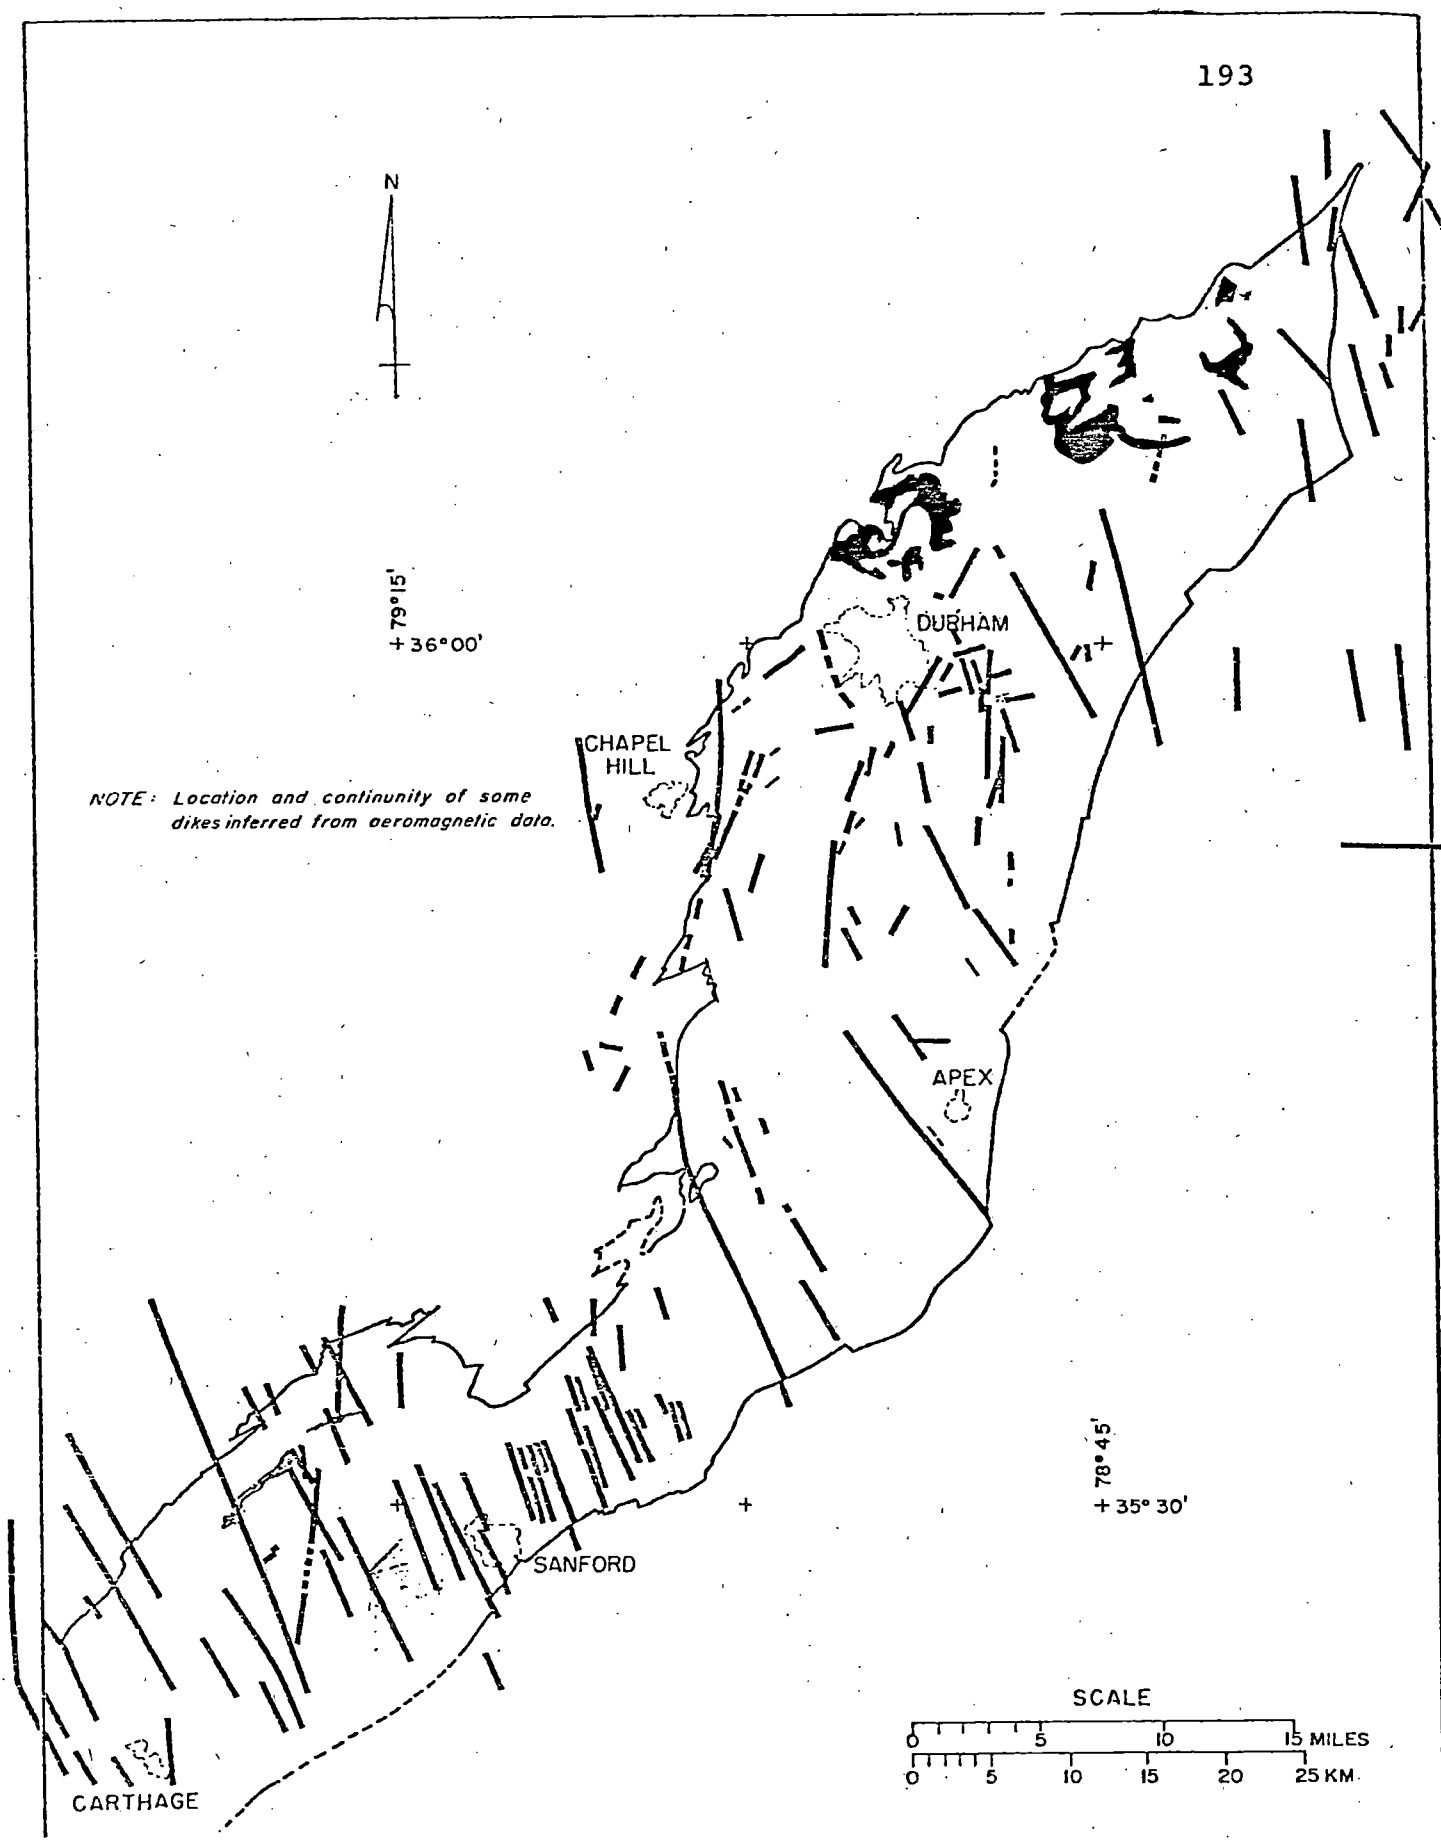 193
N
79°15'
+36°00'
DURHAM
CHAPEL
HILL
NOTE: Location and continunity of some
dikes inferred from aeromagnetic data.
APEX
78°45'
+35°30'
SANFORD
CARTHAGE
SCALE
0 5 10 15 MILES
0 5 10 15 20 25 KM.